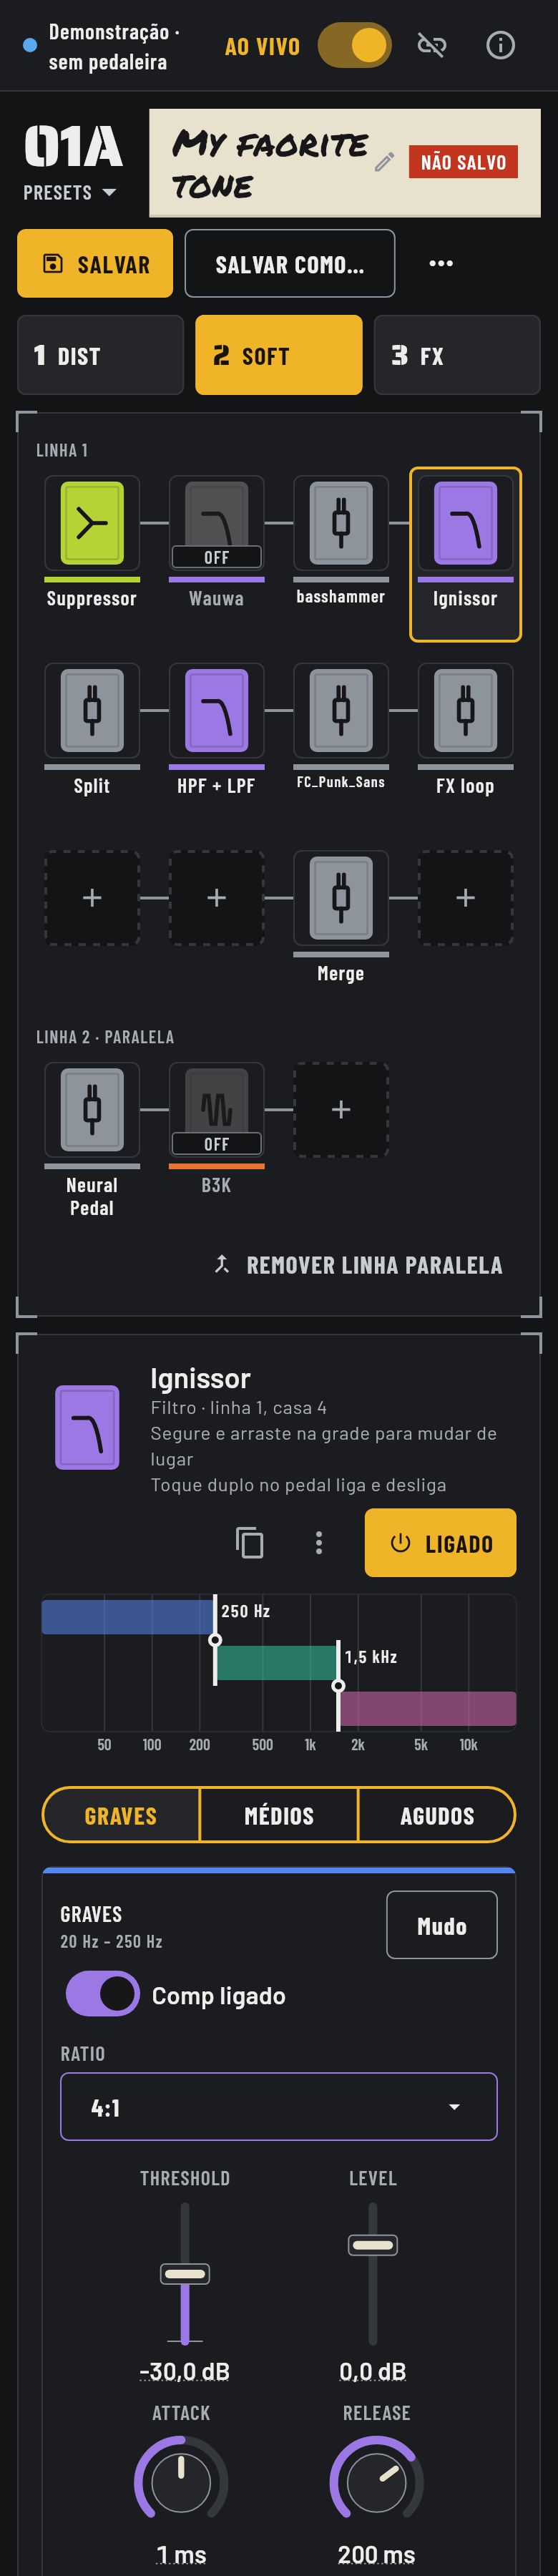 Demonstração ·
sem pedaleira
AO VIVO
01A
PRESETS
My faorite
tone
NÃO SALVO
SALVAR
SALVAR COMO...
1 DIST
2 SOFT
3 FX
LINHA 1
OFF
Suppressor
Wauwa
basshammer
Ignissor
Split
HPF + LPF
FC_Punk_Sans
FX loop
Merge
LINHA 2 · PARALELA
OFF
Neural
Pedal
B3K
REMOVER LINHA PARALELA
Ignissor
Filtro · linha 1, casa 4
Segure e arraste na grade para mudar de
lugar
Toque duplo no pedal liga e desliga
LIGADO
250 Hz
1,5 kHz
50 100 200 500 1k 2k 5k 10k
GRAVES
MÉDIOS
AGUDOS
GRAVES
20 Hz – 250 Hz
Mudo
Comp ligado
RATIO
4:1
THRESHOLD
LEVEL
-30,0 dB
0,0 dB
ATTACK
RELEASE
1 ms
200 ms